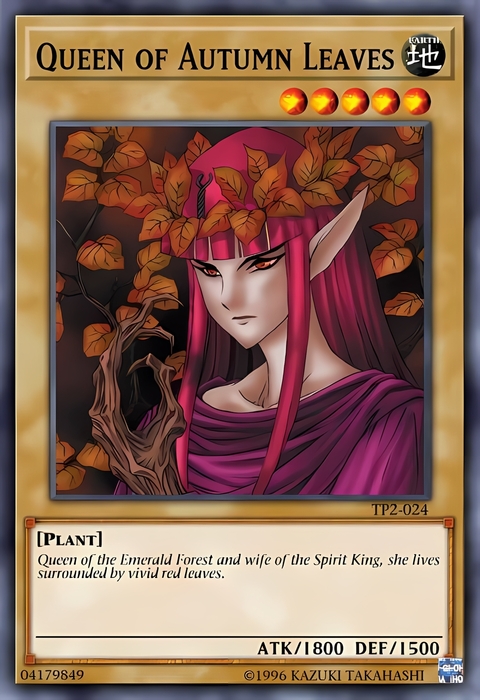 QUEEN OF AUTUMN LEAVES
EARTH
地
TP2-024
[PLANT]
Queen of the Emerald Forest and wife of the Spirit King, she lives
surrounded by vivid red leaves.
ATK/1800 DEF/1500
04179849
©1996 KAZUKI TAKAHASHI